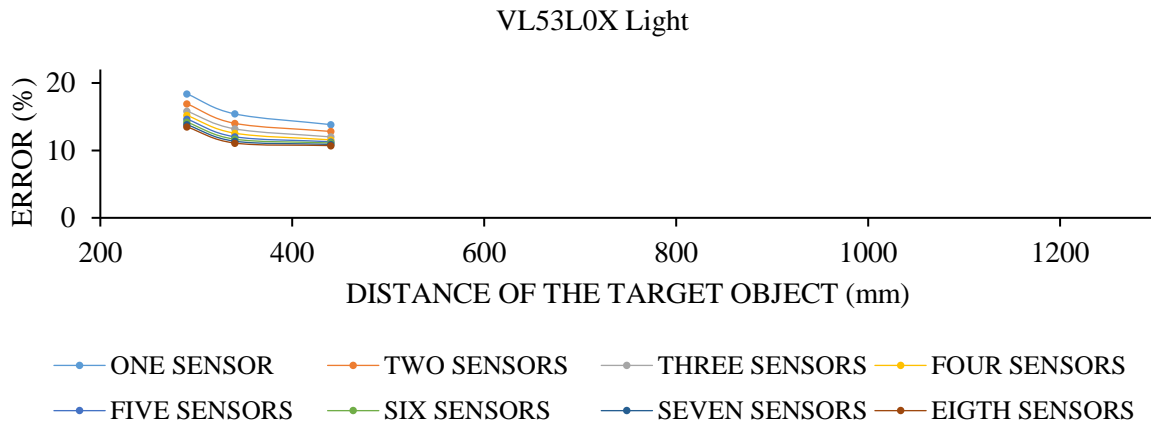 VL53L0X Light
20
10
0
ERROR (%)
200 400 600 800 1000 1200
DISTANCE OF THE TARGET OBJECT (mm)
ONE SENSOR TWO SENSORS THREE SENSORS FOUR SENSORS
FIVE SENSORS SIX SENSORS SEVEN SENSORS EIGTH SENSORS